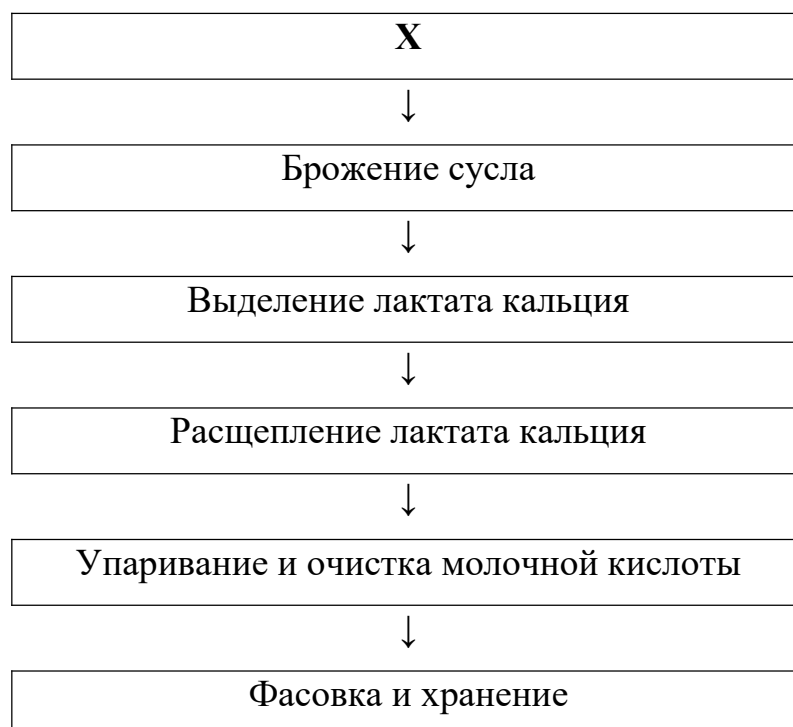 X
↓
Брожение сусла
↓
Выделение лактата кальция
↓
Расщепление лактата кальция
↓
Упаривание и очистка молочной кислоты
↓
Фасовка и хранение